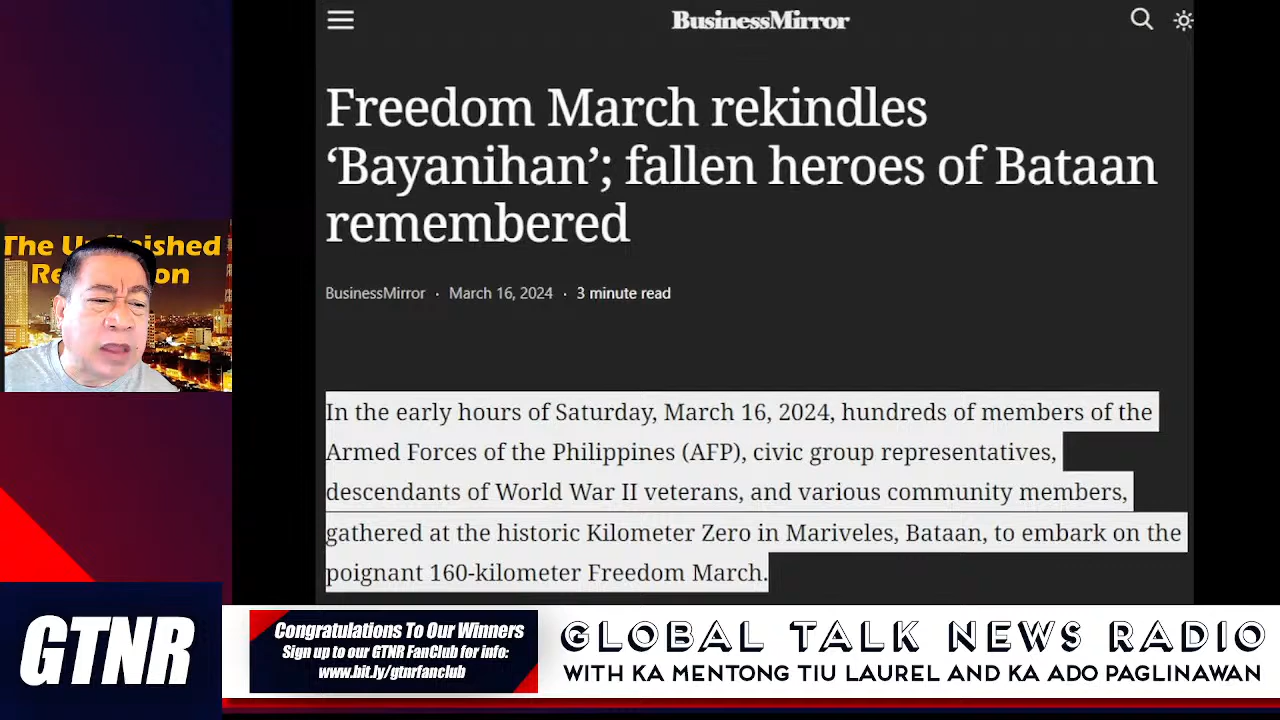 BusinessMirror
Freedom March rekindles
‘Bayanihan’; fallen heroes of Bataan
remembered
BusinessMirror · March 16, 2024 · 3 minute read
The Unfinished
In the early hours of Saturday, March 16, 2024, hundreds of members of the
Armed Forces of the Philippines (AFP), civic group representatives,
descendants of World War II veterans, and various community members,
gathered at the historic Kilometer Zero in Mariveles, Bataan, to embark on the
poignant 160-kilometer Freedom March.
GTNR
Congratulations To Our Winners
Sign up to our GTNR FanClub for info:
www.bit.ly/gtnrfanclub
GLOBAL TALK NEWS RADIO
WITH KA MENTONG TIU LAUREL AND KA ADO PAGLINAWAN